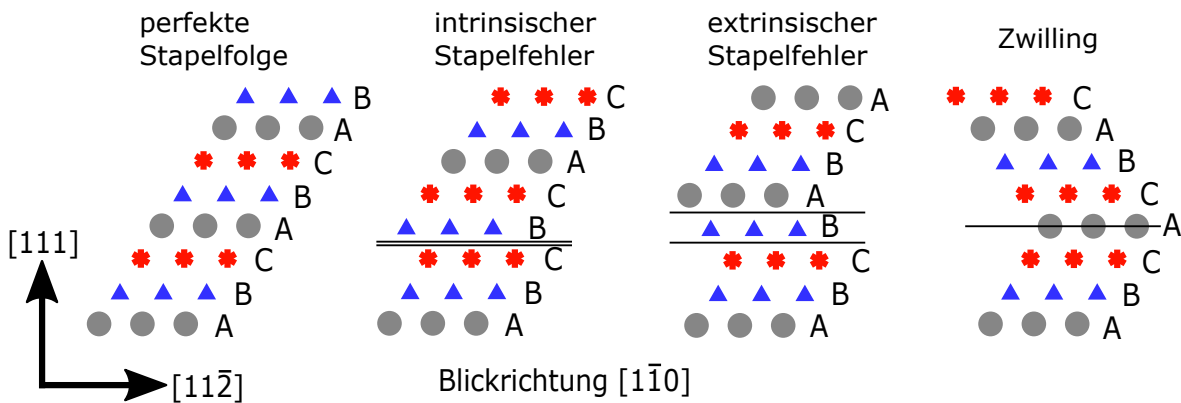 perfekte
Stapelfolge
intrinsischer
Stapelfehler
extrinsischer
Stapelfehler
Zwilling
B
A
C
B
A
C
B
A
C
B
A
C
B
C
B
A
A
C
B
A
B
C
B
A
C
A
B
C
A
C
B
A
[111]
[112̅]
Blickrichtung [11̅0]